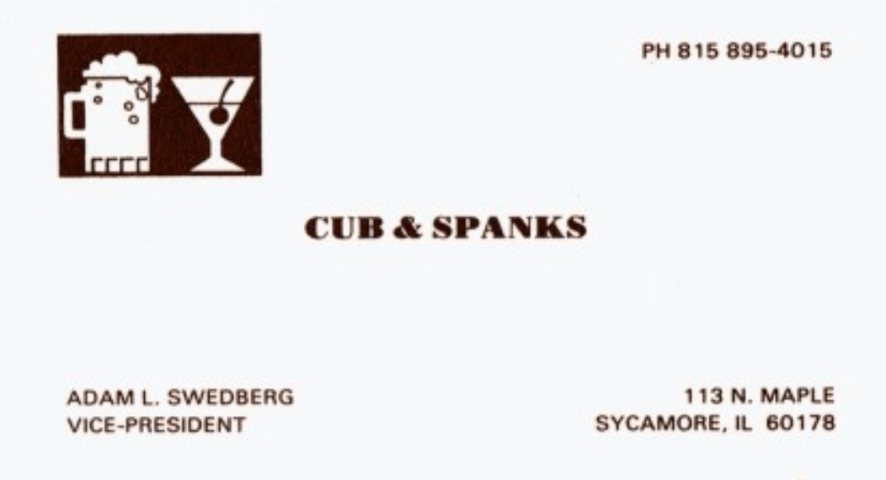 PH 815 895-4015
CUB & SPANKS
ADAM L. SWEDBERG
VICE-PRESIDENT
113 N. MAPLE
SYCAMORE, IL 60178